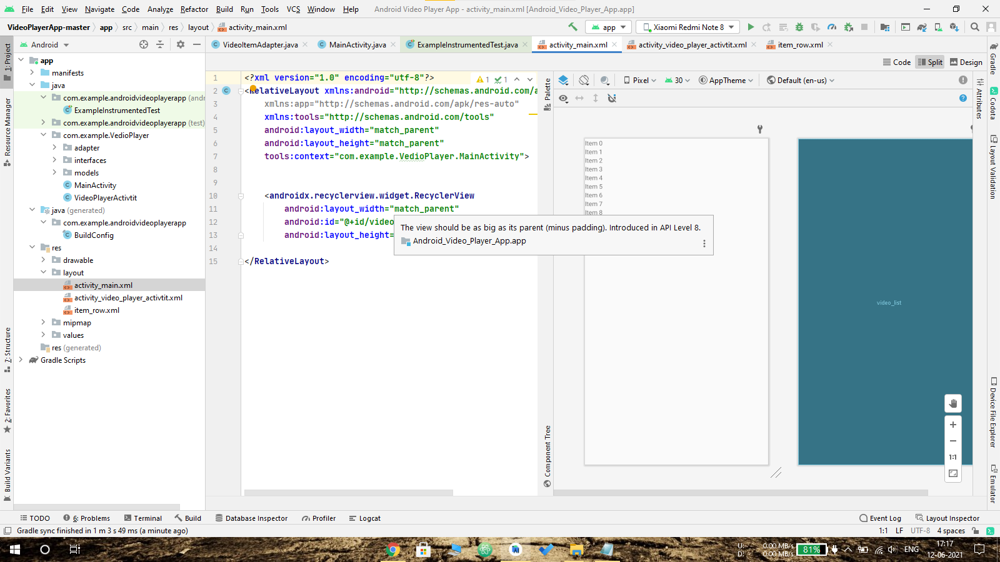 File Edit View Navigate Code Analyze Refactor Build Run Tools VCS Window Help Android Video Player App - activity_main.xml [Android_Video_Player_App.app]
VideoPlayerApp-master app src main res layout activity_main.xml app Xiaomi Redmi Note 8
Android VideoItemAdapter.java MainActivity.java ExampleInstrumentedTest.java activity_main.xml activity_video_player_activtit.xml item_row.xml
Code Split Design
1: Project
Resource Manager
7: Structure
2: Favorites
Build Variants
app
manifests
java
com.example.androidvideoplayerapp (andr
ExampleInstrumentedTest
com.example.androidvideoplayerapp (test)
com.example.VedioPlayer
adapter
interfaces
models
MainActivity
VideoPlayerActivtit
java (generated)
com.example.androidvideoplayerapp
BuildConfig
res
layout
drawable
activity_main.xml
activity_video_player_activtit.xml
item_row.xml
mipmap
values
res (generated)
Gradle Scripts
1 <?xml version="1.0" encoding="utf-8"?>
1 1
2 <RelativeLayout xmlns:android="http://schemas.android.com/a
3 xmlns:app="http://schemas.android.com/apk/res-auto"
4 xmlns:tools="http://schemas.android.com/tools"
5 android:layout_width="match_parent"
6 android:layout_height="match_parent"
7 tools:context="com.example.VedioPlayer.MainActivity">
8
9
10 <androidx.recyclerview.widget.RecyclerView
11 android:layout_width="match_parent"
12 android:id="@+id/video
13 android:layout_height=
14
15 </RelativeLayout>
The view should be as big as its parent (minus padding). Introduced in API Level 8.
Android_Video_Player_App.app
Palette
Component Tree
Pixel 30 AppTheme Default (en-us)
Item 0
Item 1
Item 2
Item 3
Item 4
Item 5
Item 6
Item 7
Item 8
video_list
1:1
Attributes
Gradle
Codota
Layout Validation
Device File Explorer
Emulator
TODO 6: Problems Terminal Build Database Inspector Profiler Logcat Event Log Layout Inspector
Gradle sync finished in 1 m 3 s 49 ms (a minute ago) 1:1 LF UTF-8 4 spaces
U: 0.00 MB/s
D: 0.00 MB/s
81%
ENG
17:17
12-06-2021